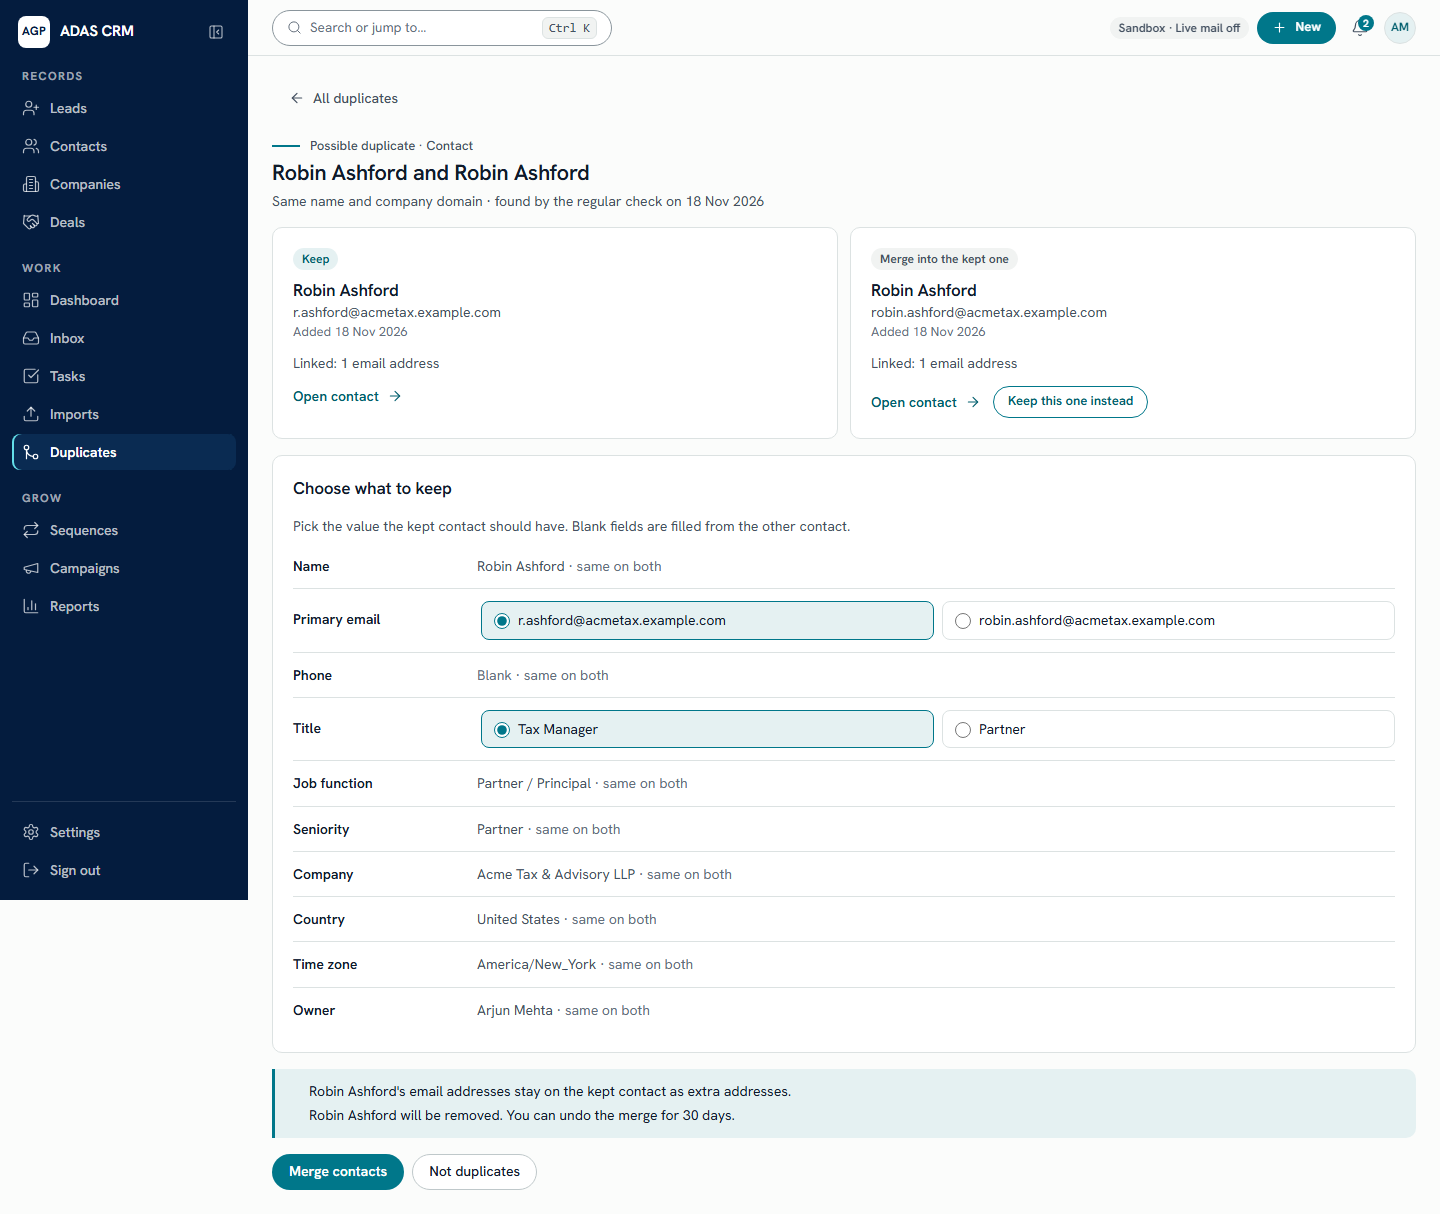 AGP
ADAS CRM
RECORDS
Leads
Contacts
Companies
Deals
WORK
Dashboard
Inbox
Tasks
Imports
Duplicates
GROW
Sequences
Campaigns
Reports
Settings
Sign out
Search or jump to...
Ctrl K
Sandbox · Live mail off
New
2
AM
All duplicates
Possible duplicate · Contact
Robin Ashford and Robin Ashford
Same name and company domain · found by the regular check on 18 Nov 2026
Keep
Robin Ashford
r.ashford@acmetax.example.com
Added 18 Nov 2026
Linked: 1 email address
Open contact
Merge into the kept one
Robin Ashford
robin.ashford@acmetax.example.com
Added 18 Nov 2026
Linked: 1 email address
Open contact
Keep this one instead
Choose what to keep
Pick the value the kept contact should have. Blank fields are filled from the other contact.
Name Robin Ashford · same on both
Primary email r.ashford@acmetax.example.com robin.ashford@acmetax.example.com
Phone Blank · same on both
Title Tax Manager Partner
Job function Partner / Principal · same on both
Seniority Partner · same on both
Company Acme Tax & Advisory LLP · same on both
Country United States · same on both
Time zone America/New_York · same on both
Owner Arjun Mehta · same on both
Robin Ashford's email addresses stay on the kept contact as extra addresses.
Robin Ashford will be removed. You can undo the merge for 30 days.
Merge contacts
Not duplicates